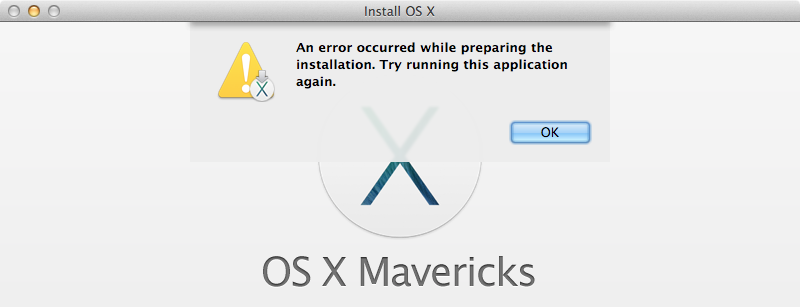 Install OS X
An error occurred while preparing the
installation. Try running this application
again.
OK
OS X Mavericks